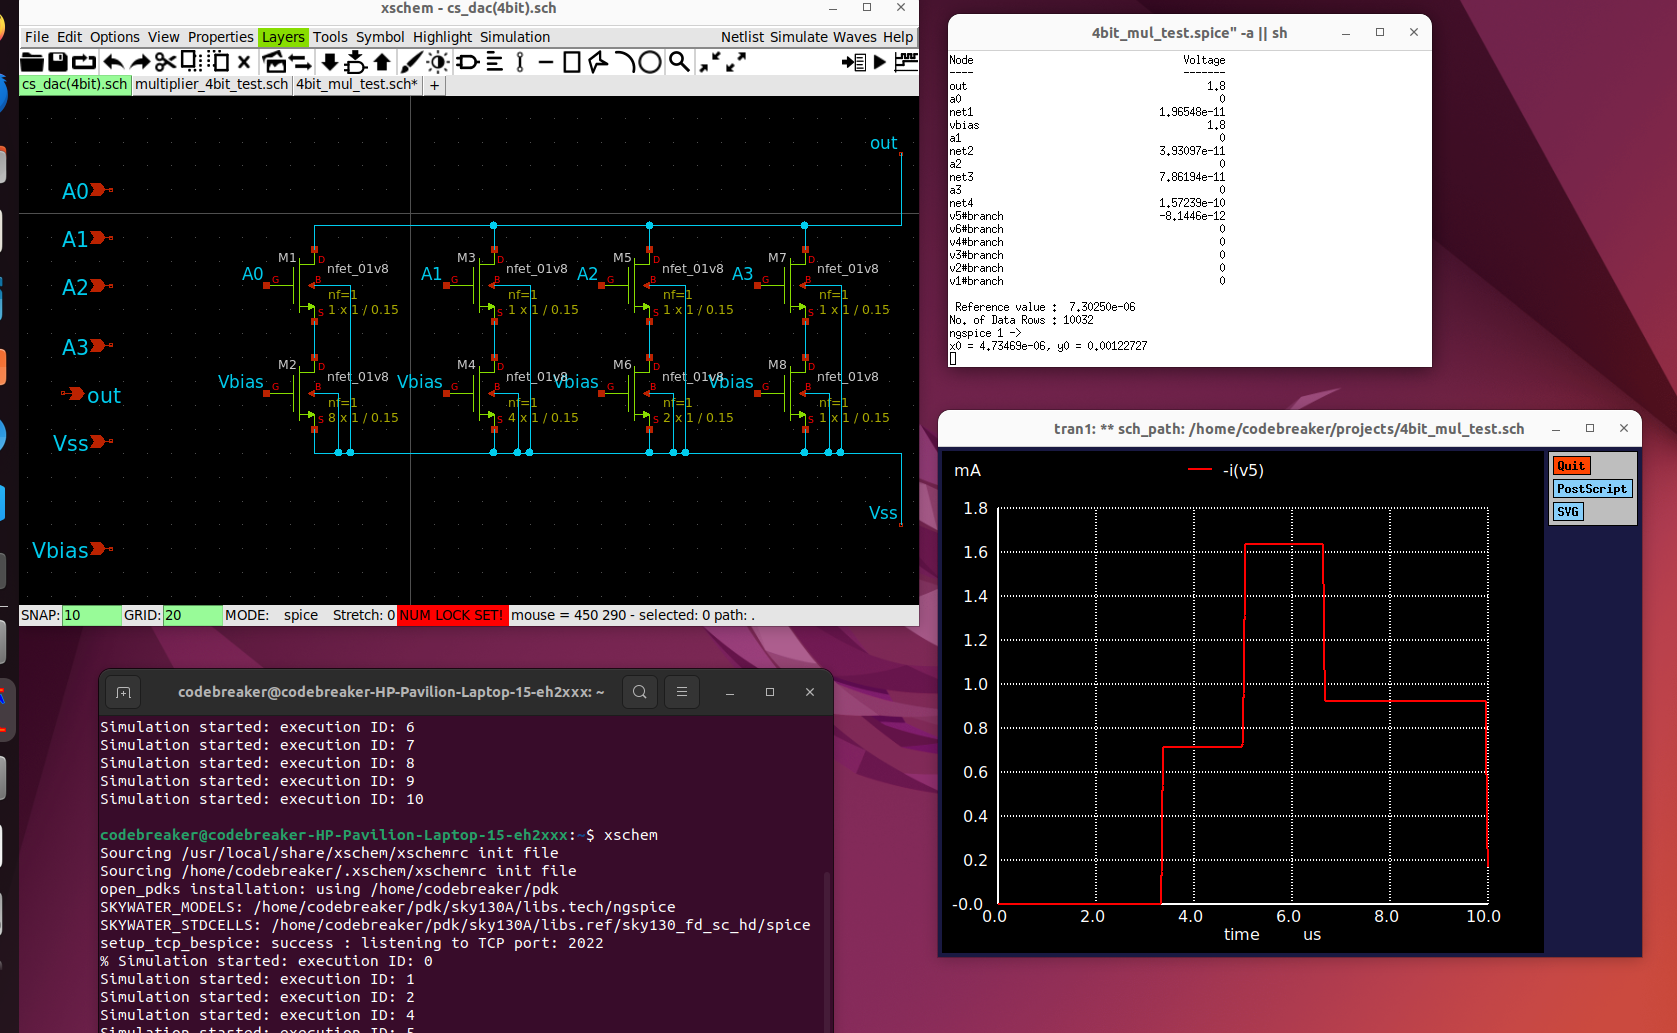 xschem - cs_dac(4bit).sch
File Edit Options View Properties Layers Tools Symbol Highlight Simulation Netlist Simulate Waves Help
cs_dac(4bit).sch multiplier_4bit_test.sch 4bit_mul_test.sch* +
out
A0
A1
A2
A3
out
Vss
Vbias
M1 D nfet_01v8
A0 G B
nf=1
S 1 x 1 / 0.15
M3 D nfet_01v8
A1 G B
nf=1
S 1 x 1 / 0.15
M5 D nfet_01v8
A2 G B
nf=1
S 1 x 1 / 0.15
M7 D nfet_01v8
A3 G B
nf=1
S 1 x 1 / 0.15
M2 D nfet_01v8
Vbias G B
nf=1
S 8 x 1 / 0.15
M4 D nfet_01v8
Vbias G B
nf=1
S 4 x 1 / 0.15
M6 D nfet_01v8
Vbias G B
nf=1
S 2 x 1 / 0.15
M8 D nfet_01v8
Vbias G B
nf=1
S 1 x 1 / 0.15
Vss
SNAP: 10 GRID: 20 MODE: spice Stretch: 0 NUM LOCK SET! mouse = 450 290 - selected: 0 path: .
4bit_mul_test.spice" -a || sh
Node Voltage
---- -------
out 1.8
a0 0
net1 1.96548e-11
vbias 1.8
a1 0
net2 3.93097e-11
a2 0
net3 7.86194e-11
a3 0
net4 1.57239e-10
v5#branch -8.1446e-12
v6#branch 0
v4#branch 0
v3#branch 0
v2#branch 0
v1#branch 0
Reference value : 7.30250e-06
No. of Data Rows : 10032
ngspice 1 ->
x0 = 4.73469e-06, y0 = 0.00122727
tran1: ** sch_path: /home/codebreaker/projects/4bit_mul_test.sch
mA -i(v5)
Quit
PostScript
SVG
1.8
1.6
1.4
1.2
1.0
0.8
0.6
0.4
0.2
-0.0
0.0 2.0 4.0 6.0 8.0 10.0
time us
codebreaker@codebreaker-HP-Pavilion-Laptop-15-eh2xxx: ~
Simulation started: execution ID: 6
Simulation started: execution ID: 7
Simulation started: execution ID: 8
Simulation started: execution ID: 9
Simulation started: execution ID: 10
codebreaker@codebreaker-HP-Pavilion-Laptop-15-eh2xxx:~$ xschem
Sourcing /usr/local/share/xschem/xschemrc init file
Sourcing /home/codebreaker/.xschem/xschemrc init file
open_pdks installation: using /home/codebreaker/pdk
SKYWATER_MODELS: /home/codebreaker/pdk/sky130A/libs.tech/ngspice
SKYWATER_STDCELLS: /home/codebreaker/pdk/sky130A/libs.ref/sky130_fd_sc_hd/spice
setup_tcp_bespice: success : listening to TCP port: 2022
% Simulation started: execution ID: 0
Simulation started: execution ID: 1
Simulation started: execution ID: 2
Simulation started: execution ID: 4
Simulation started: execution ID: 5